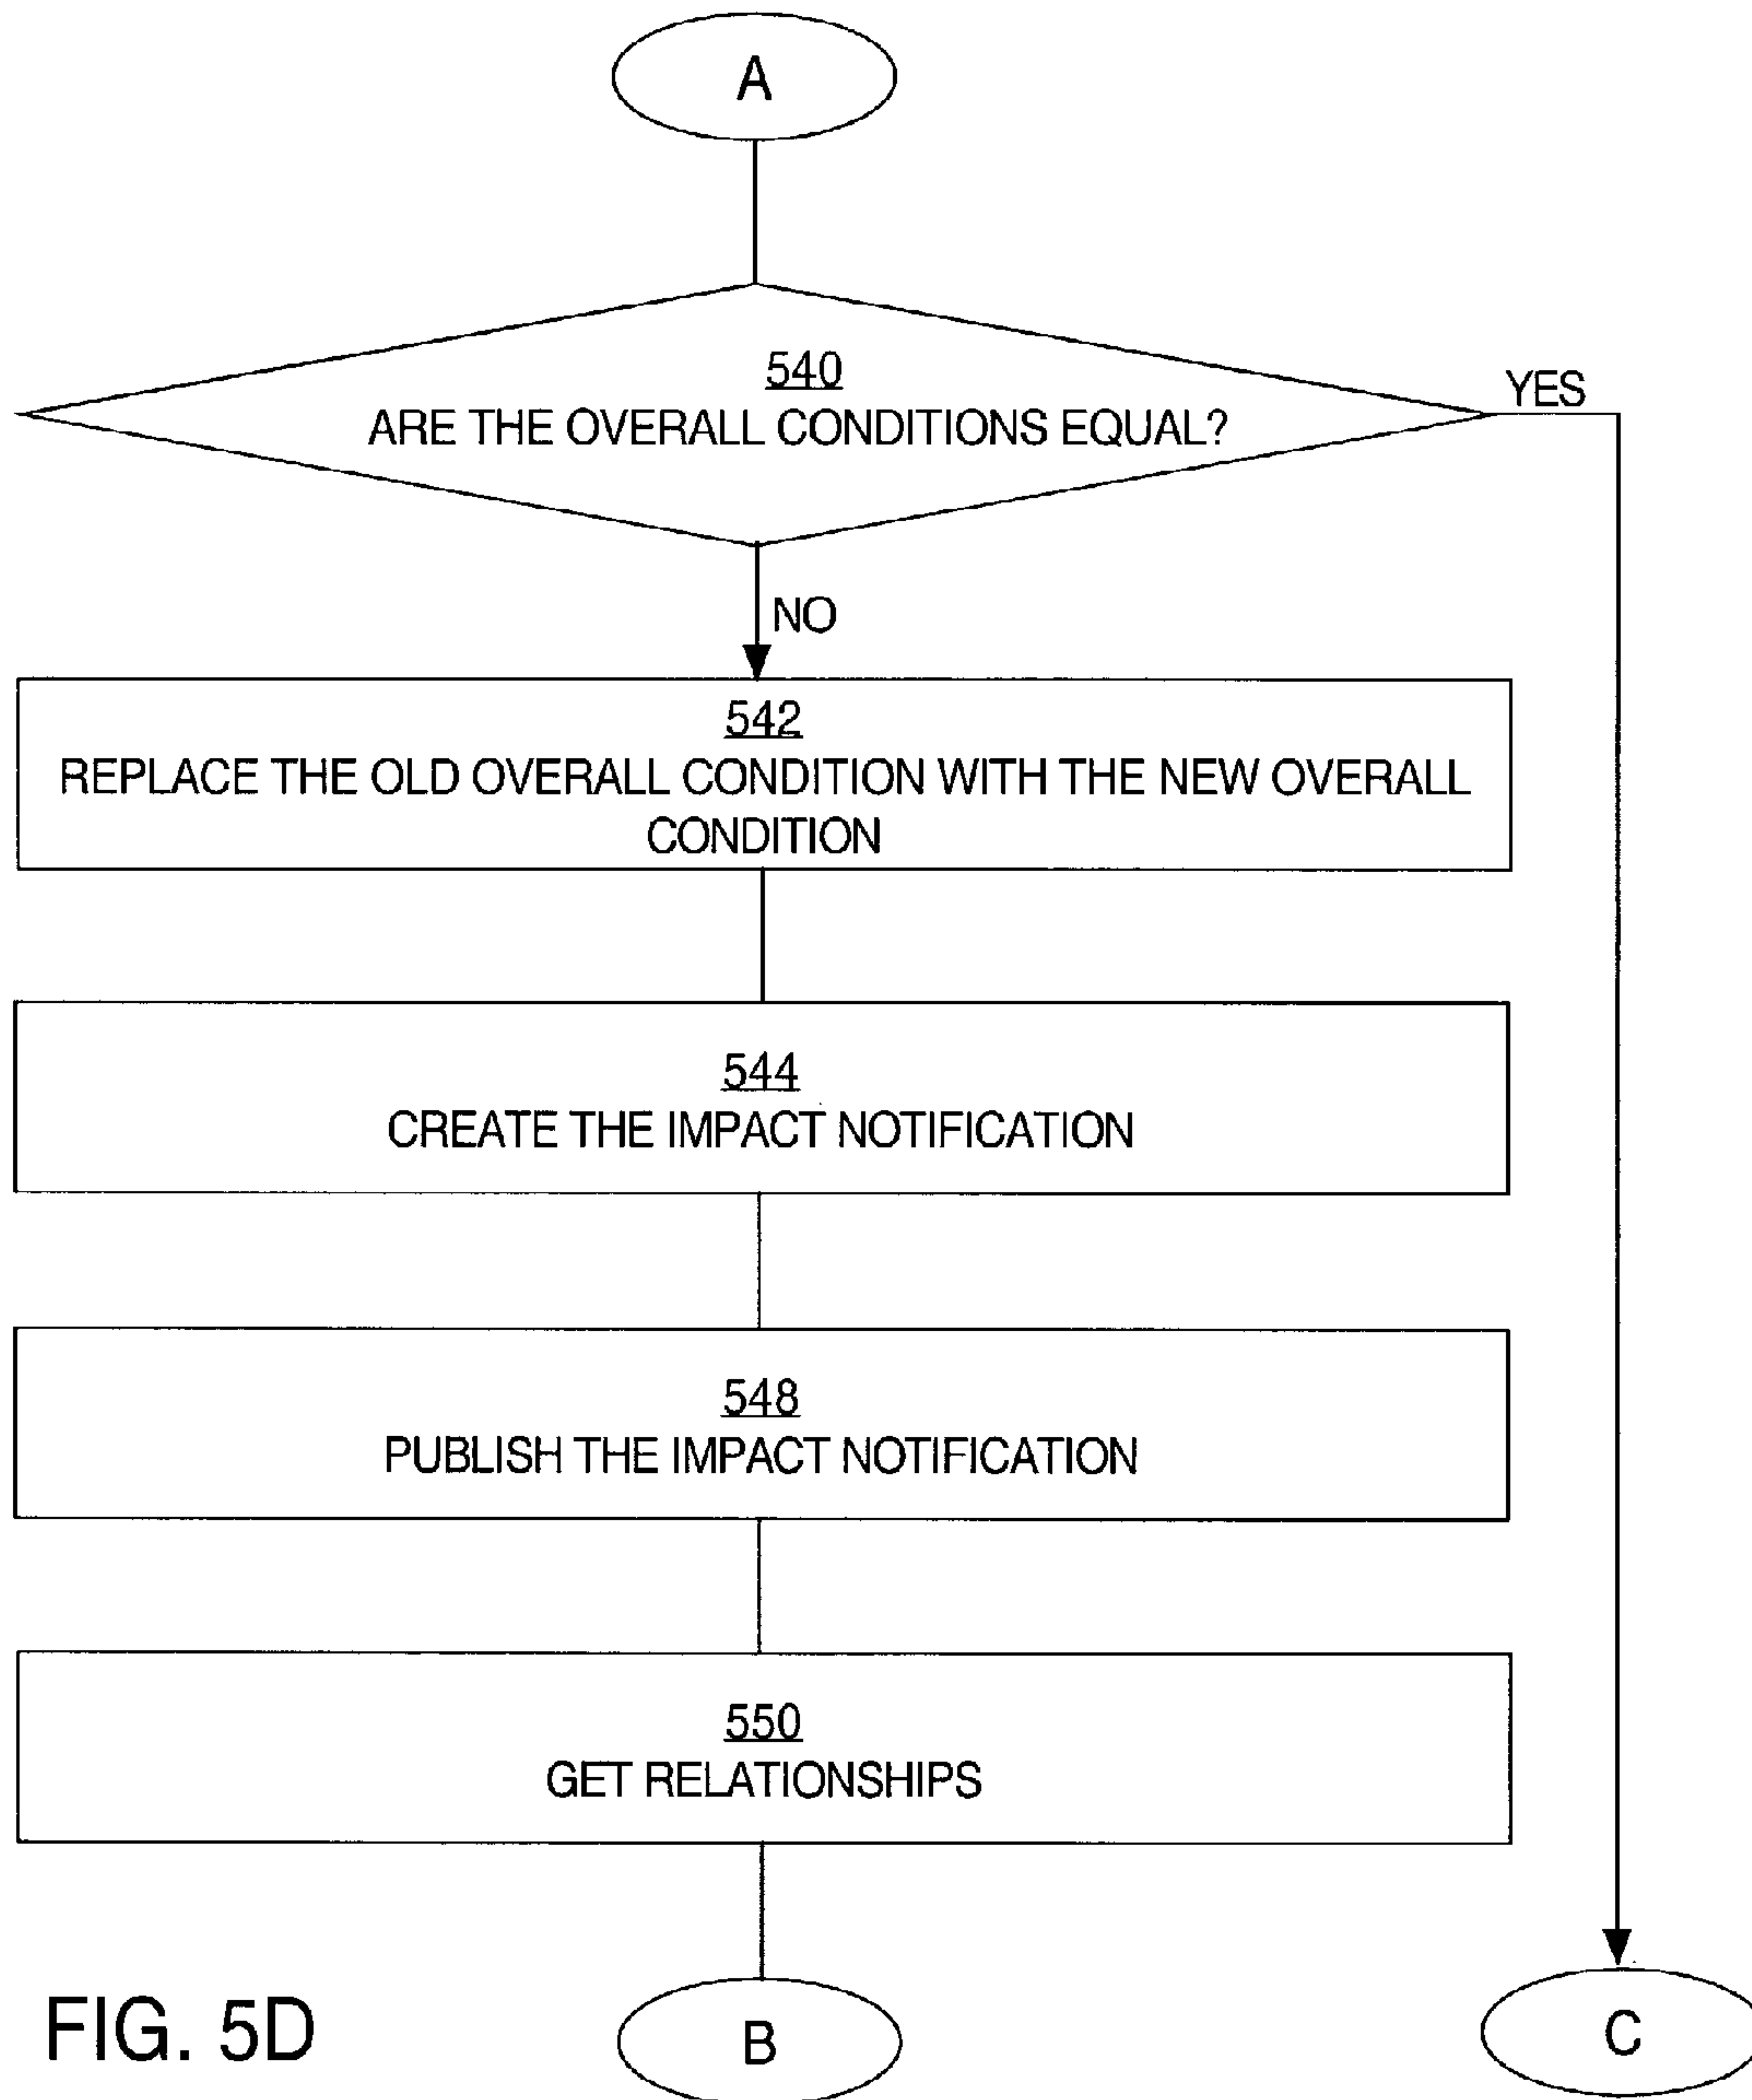 A
540
ARE THE OVERALL CONDITIONS EQUAL?
YES
NO
542
REPLACE THE OLD OVERALL CONDITION WITH THE NEW OVERALL
CONDITION
544
CREATE THE IMPACT NOTIFICATION
548
PUBLISH THE IMPACT NOTIFICATION
550
GET RELATIONSHIPS
FIG. 5D
B
C